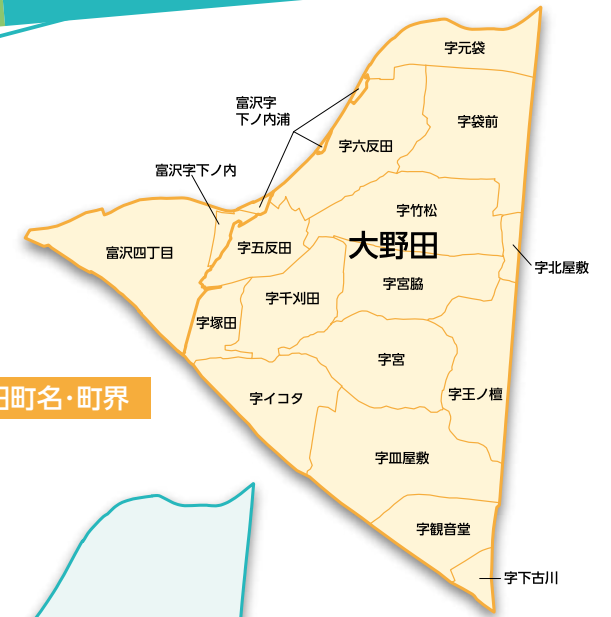 字元袋
富沢字
下ノ内浦
字袋前
字六反田
富沢字下ノ内
字竹松
大野田
富沢四丁目
字五反田
字北屋敷
字宮脇
字千刈田
字塚田
字宮
字王ノ檀
字イコタ
旧町名・町界
字皿屋敷
字観音堂
字下古川